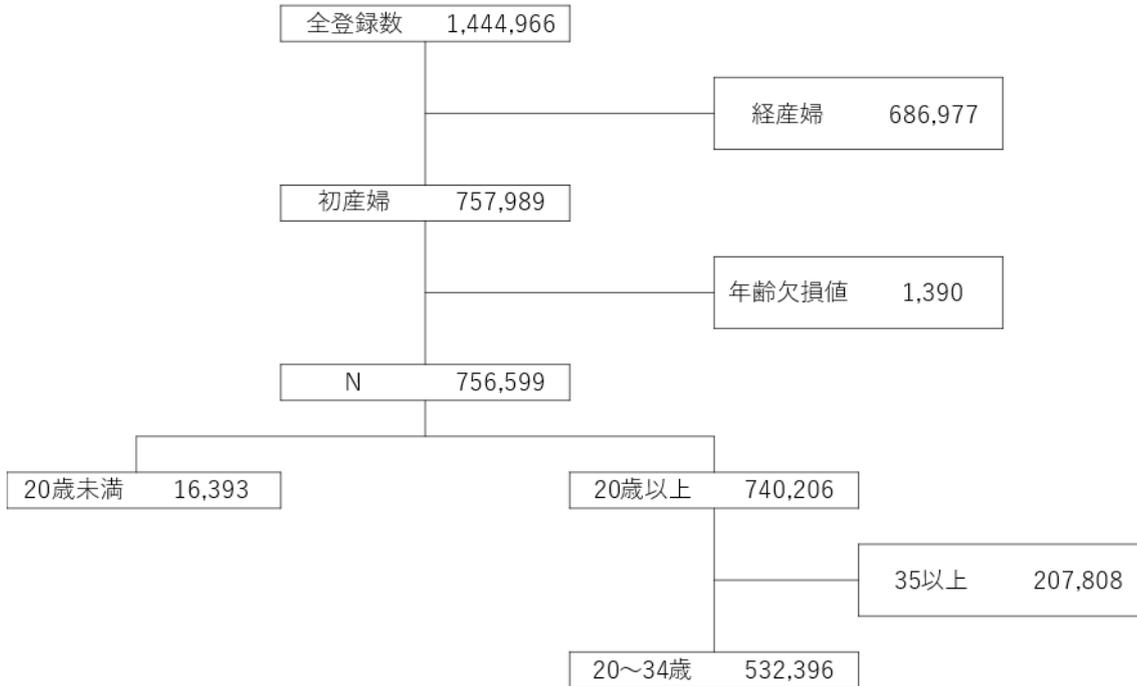 全登録数 1,444,966
経産婦 686,977
初産婦 757,989
年齢欠損値 1,390
N 756,599
20歳未満 16,393
20歳以上 740,206
35以上 207,808
20～34歳 532,396